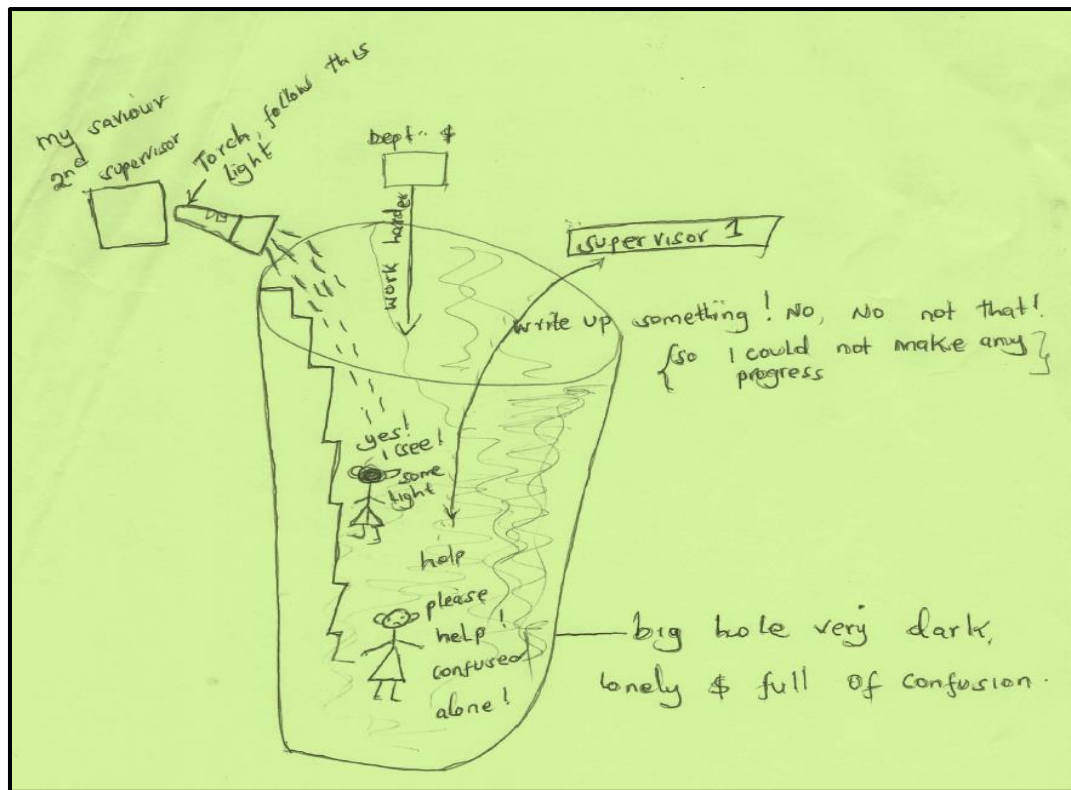 my saviour
2nd supervisor
Torch, follow this
light
Dept. $
work harder
supervisor 1
write up something! No, No not that!
{so I could not make any}
progress
yes!
I see!
some
light
help
please
help!
confused
alone!
big hole very dark,
lonely $ full of confusion.